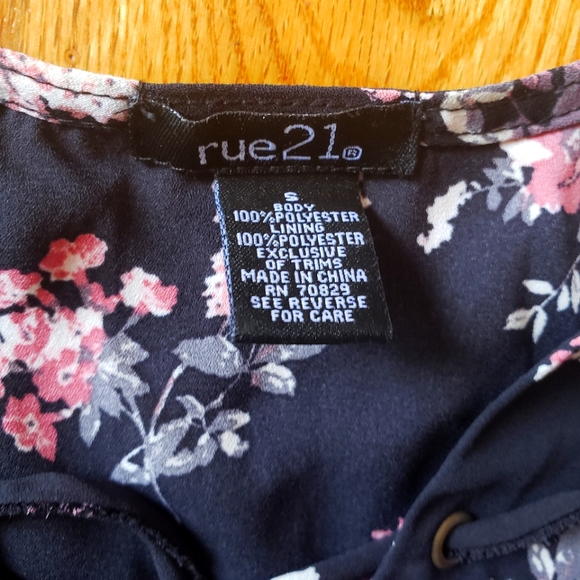 rue21®
S
BODY
100%POLYESTER
LINING
100%POLYESTER
EXCLUSIVE
OF TRIMS
MADE IN CHINA
RN 70829
SEE REVERSE
FOR CARE